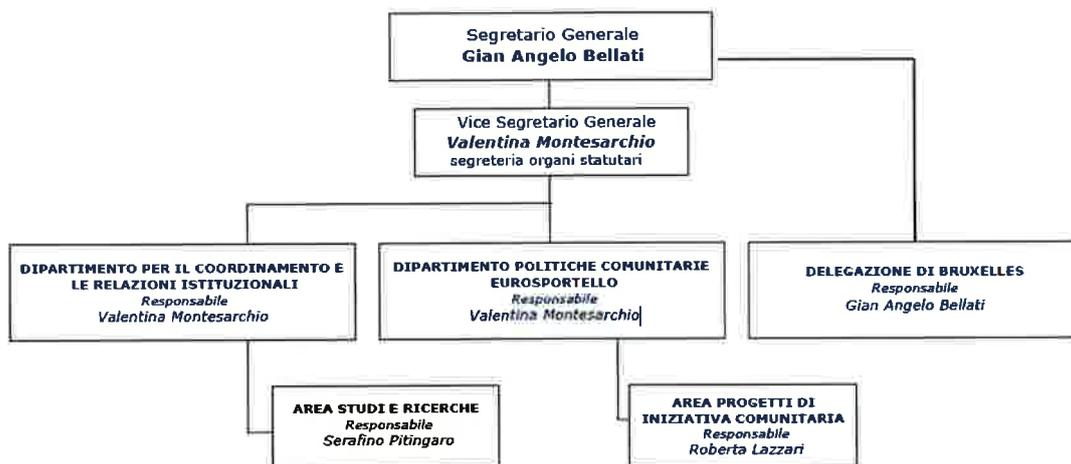 Segretario Generale
Gian Angelo Bellati
Vice Segretario Generale
Valentina Montesarchio
segreteria organi statutari
DIPARTIMENTO PER IL COORDINAMENTO E
LE RELAZIONI ISTITUZIONALI
Responsabile
Valentina Montesarchio
DIPARTIMENTO POLITICHE COMUNITARIE
EUROSPORTELLO
Responsabile
Valentina Montesarchio
DELEGAZIONE DI BRUXELLES
Responsabile
Gian Angelo Bellati
AREA STUDI E RICERCHE
Responsabile
Serafino Pitingaro
AREA PROGETTI DI
INIZIATIVA COMUNITARIA
Responsabile
Roberta Lazzari